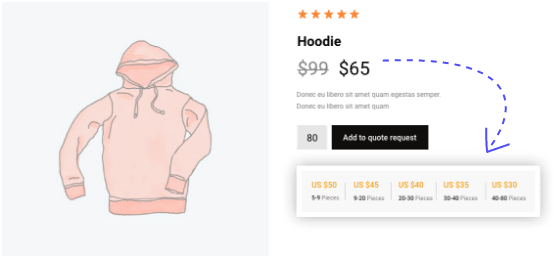 Hoodie
$99 $65
Donec eu libero sit amet quam egestas semper.
Donec eu libero sit amet quam
80 Add to quote request
US $50 US $45 US $40 US $35 US $30
5-9 Pieces 9-20 Pieces 20-30 Pieces 30-40 Pieces 40-80 Pieces